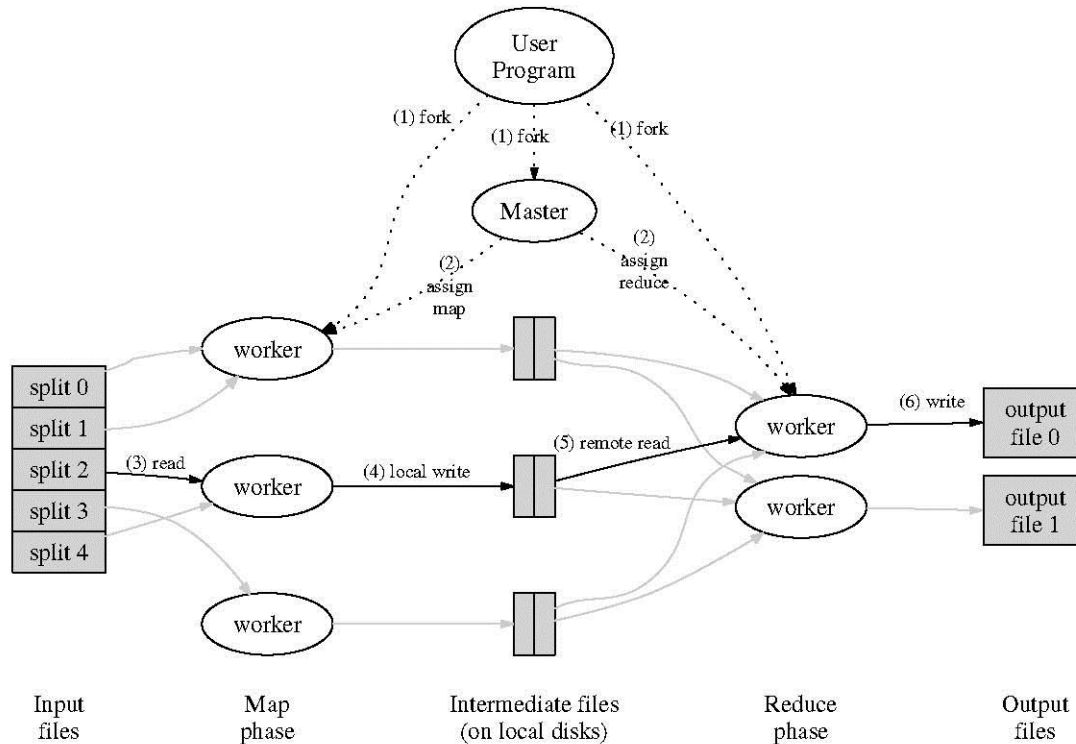 User
Program
(1) fork
(1) fork
(1) fork
Master
(2)
assign
map
(2)
assign
reduce
worker
split 0
split 1
split 2
split 3
split 4
(3) read
worker
(4) local write
worker
(5) remote read
worker
(6) write
output
file 0
worker
output
file 1
Input
files
Map
phase
Intermediate files
(on local disks)
Reduce
phase
Output
files